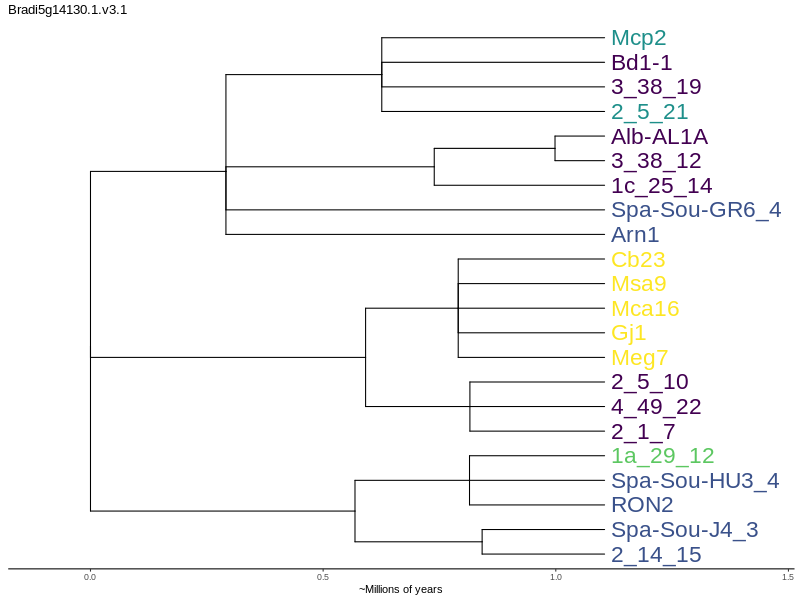 Bradi5g14130.1.v3.1
Mcp2
Bd1-1
3_38_19
2_5_21
Alb-AL1A
3_38_12
1c_25_14
Spa-Sou-GR6_4
Arn1
Cb23
Msa9
Mca16
Gj1
Meg7
2_5_10
4_49_22
2_1_7
1a_29_12
Spa-Sou-HU3_4
RON2
Spa-Sou-J4_3
2_14_15
0.0 0.5 1.0 1.5
~Millions of years